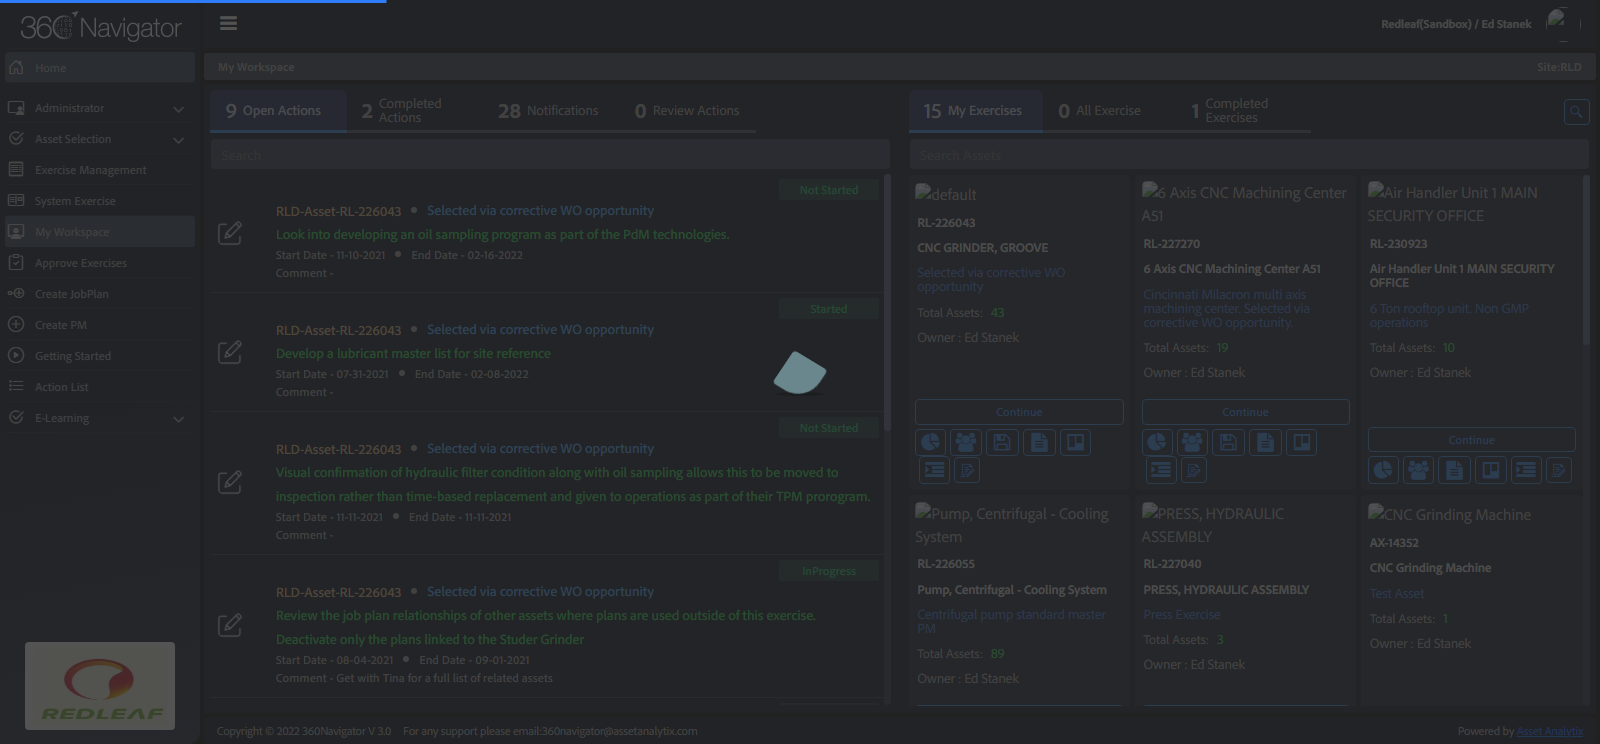 360 Navigator
Redleaf(Sandbox) / Ed Stanek
Home
Administrator
Asset Selection
Exercise Management
System Exercise
My Workspace
Approve Exercises
Create JobPlan
Create PM
Getting Started
Action List
E-Learning
REDLEAF
My Workspace
Site:RLD
9 Open Actions
2 Completed Actions
28 Notifications
0 Review Actions
Search
Not Started
RLD-Asset-RL-226043 • Selected via corrective WO opportunity
Look into developing an oil sampling program as part of the PdM technologies.
Start Date - 11-10-2021 • End Date - 02-16-2022
Comment -
Started
RLD-Asset-RL-226043 • Selected via corrective WO opportunity
Develop a lubricant master list for site reference
Start Date - 07-31-2021 • End Date - 02-08-2022
Comment -
Not Started
RLD-Asset-RL-226043 • Selected via corrective WO opportunity
Visual confirmation of hydraulic filter condition along with oil sampling allows this to be moved to
inspection rather than time-based replacement and given to operations as part of their TPM prorogram.
Start Date - 11-11-2021 • End Date - 11-11-2021
Comment -
InProgress
RLD-Asset-RL-226043 • Selected via corrective WO opportunity
Review the job plan relationships of other assets where plans are used outside of this exercise.
Deactivate only the plans linked to the Studer Grinder
Start Date - 08-04-2021 • End Date - 09-01-2021
Comment - Get with Tina for a full list of related assets
15 My Exercises
0 All Exercise
1 Completed Exercises
Search Assets
default
RL-226043
CNC GRINDER, GROOVE
Selected via corrective WO
opportunity
Total Assets: 43
Owner : Ed Stanek
Continue
6 Axis CNC Machining Center
A51
RL-227270
6 Axis CNC Machining Center A51
Cincinnati Milacron multi axis
machining center. Selected via
corrective WO opportunity.
Total Assets: 19
Owner : Ed Stanek
Continue
Air Handler Unit 1 MAIN
SECURITY OFFICE
RL-230923
Air Handler Unit 1 MAIN SECURITY
OFFICE
6 Ton rooftop unit. Non GMP
operations
Total Assets: 10
Owner : Ed Stanek
Continue
Pump, Centrifugal - Cooling
System
RL-226055
Pump, Centrifugal - Cooling System
Centrifugal pump standard master
PM
Total Assets: 89
Owner : Ed Stanek
PRESS, HYDRAULIC
ASSEMBLY
RL-227040
PRESS, HYDRAULIC ASSEMBLY
Press Exercise
Total Assets: 3
Owner : Ed Stanek
CNC Grinding Machine
AX-14352
CNC Grinding Machine
Test Asset
Total Assets: 1
Owner : Ed Stanek
Copyright © 2022 360Navigator V 3.0 For any support please email:360navigator@assetanalytix.com
Powered by Asset Analytix